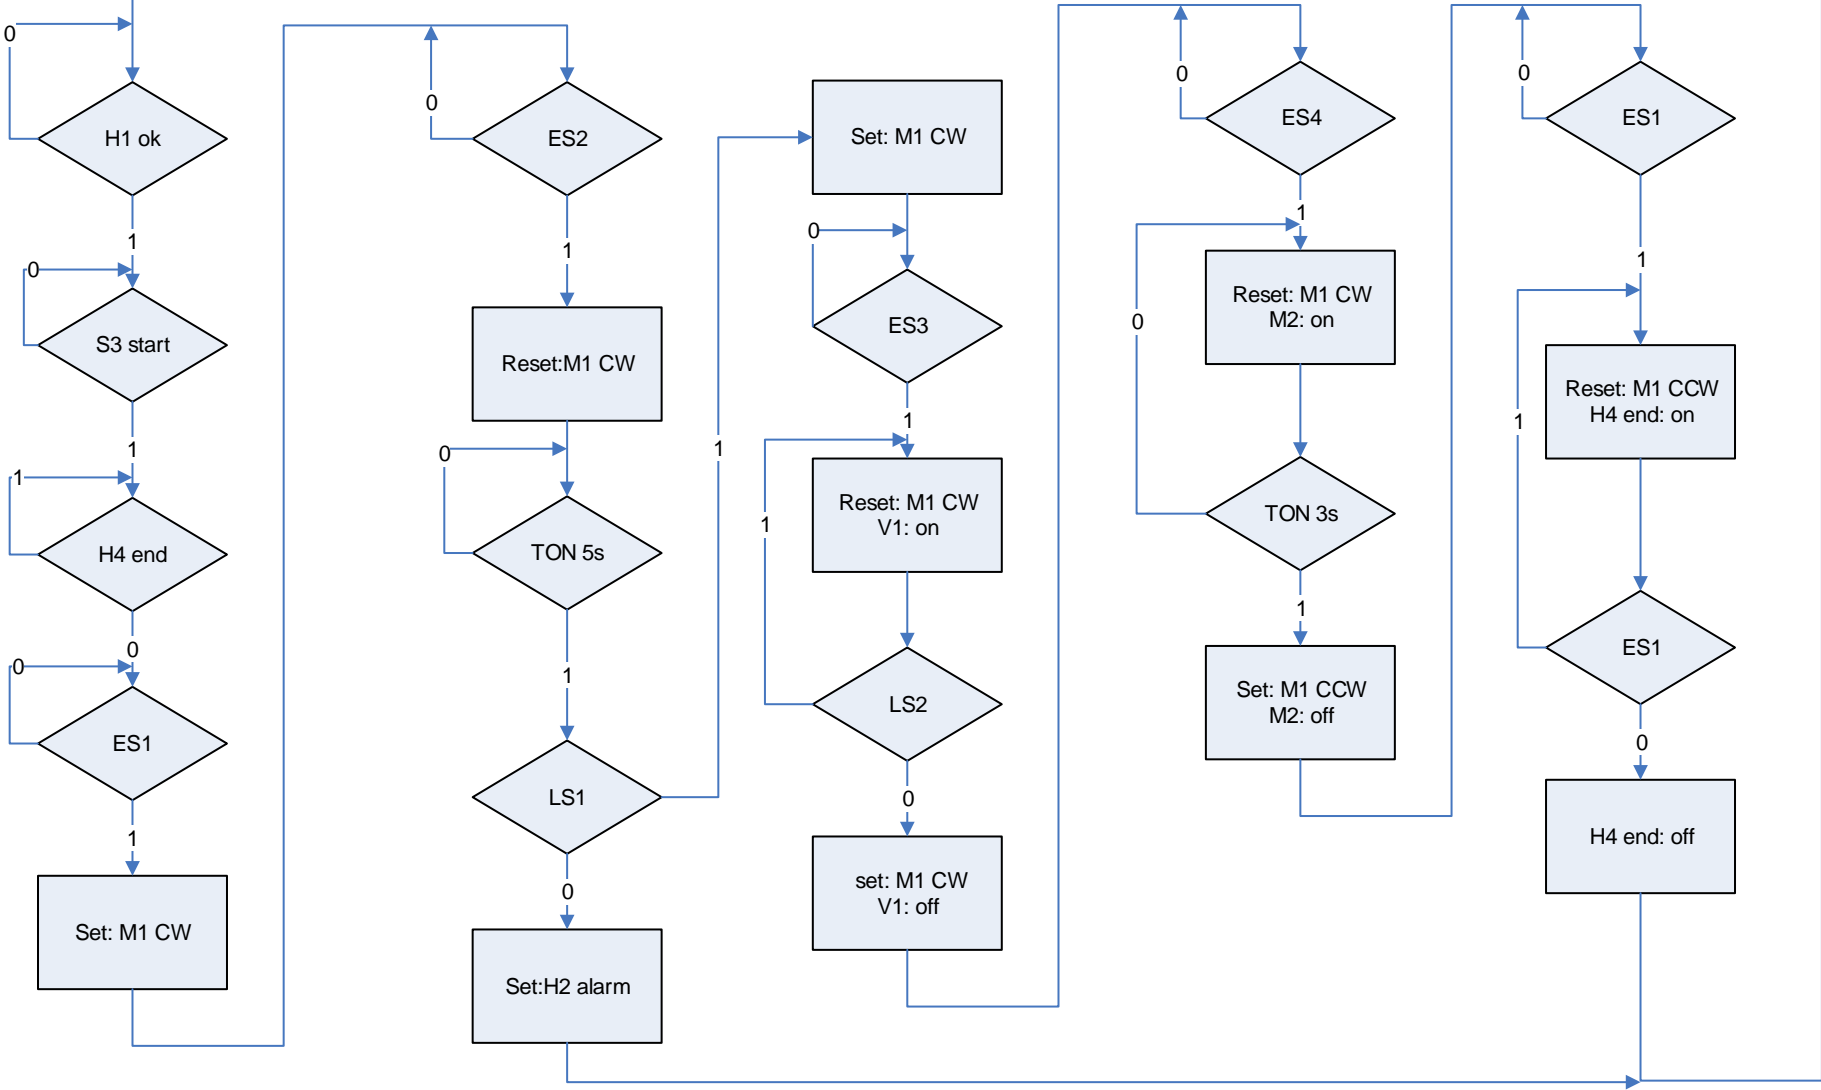 0
H1 ok
1
0
S3 start
1
1
H4 end
0
0
ES1
1
Set: M1 CW
0
ES2
1
Reset:M1 CW
0
TON 5s
1
LS1
1
0
Set:H2 alarm
Set: M1 CW
0
ES3
1
Reset: M1 CW
V1: on
1
LS2
0
set: M1 CW
V1: off
0
ES4
1
Reset: M1 CW
M2: on
0
TON 3s
1
Set: M1 CCW
M2: off
0
ES1
1
Reset: M1 CCW
H4 end: on
1
ES1
0
H4 end: off